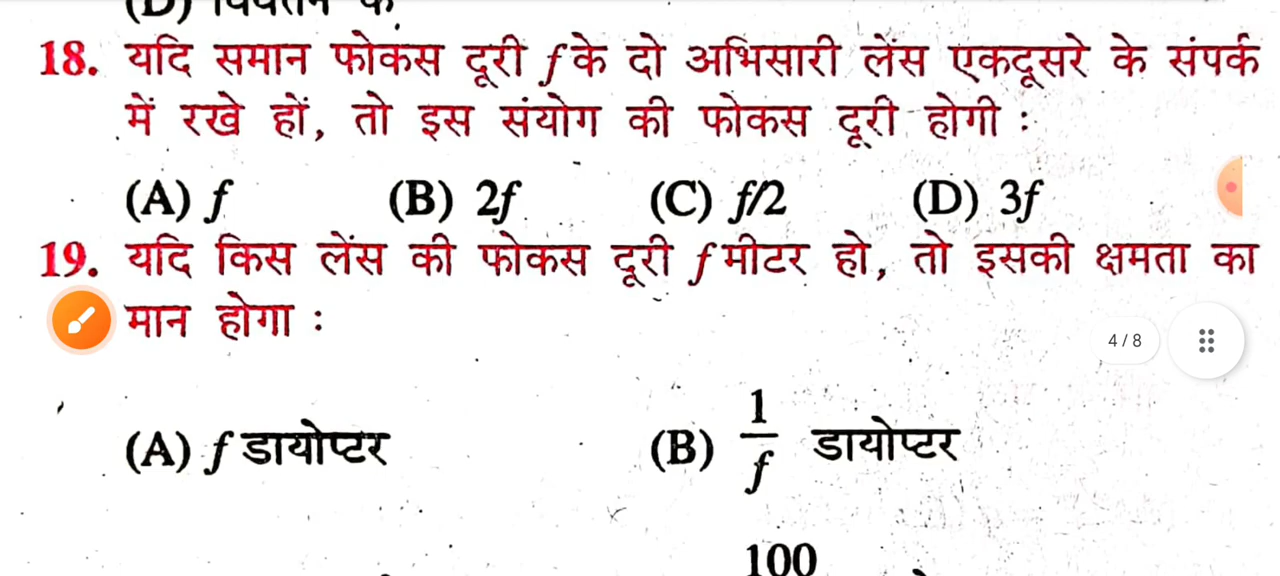 18. यदि समान फोकस दूरी f के दो अभिसारी लेंस एकदूसरे के संपर्क
में रखे हों, तो इस संयोग की फोकस दूरी होगी :
(A) f (B) 2f (C) f/2 (D) 3f
19. यदि किस लेंस की फोकस दूरी f मीटर हो, तो इसकी क्षमता का
मान होगा :
4 / 8
(A) f डायोप्टर (B) 1/f डायोप्टर
100